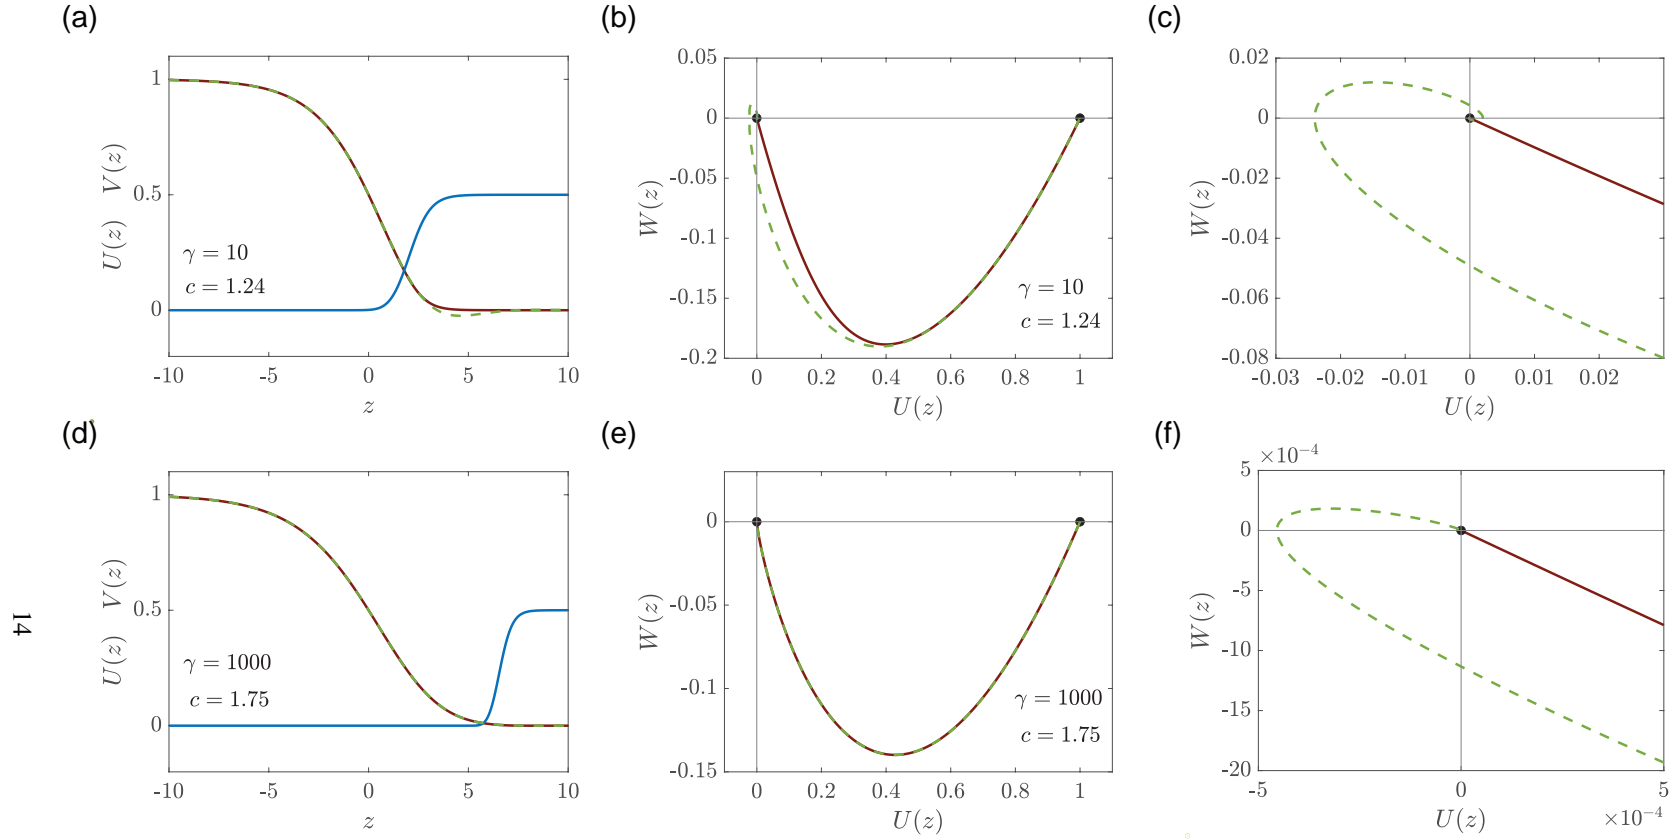 (a)
(b)
(c)
1
0.5
0
-10
-5
0
5
10
z
U(z) V(z)
γ = 10
c = 1.24
0.05
0
-0.05
-0.1
-0.15
-0.2
0
0.2
0.4
0.6
0.8
1
U(z)
W(z)
γ = 10
c = 1.24
0.02
0
-0.02
-0.04
-0.06
-0.08
-0.03
-0.02
-0.01
0
0.01
0.02
U(z)
W(z)
(d)
(e)
(f)
1
0.5
0
-10
-5
0
5
10
z
U(z) V(z)
γ = 1000
c = 1.75
0
-0.05
-0.1
-0.15
0
0.2
0.4
0.6
0.8
1
U(z)
W(z)
γ = 1000
c = 1.75
×10⁻⁴
5
0
-5
-10
-15
-20
-5
0
5
×10⁻⁴
U(z)
W(z)
14